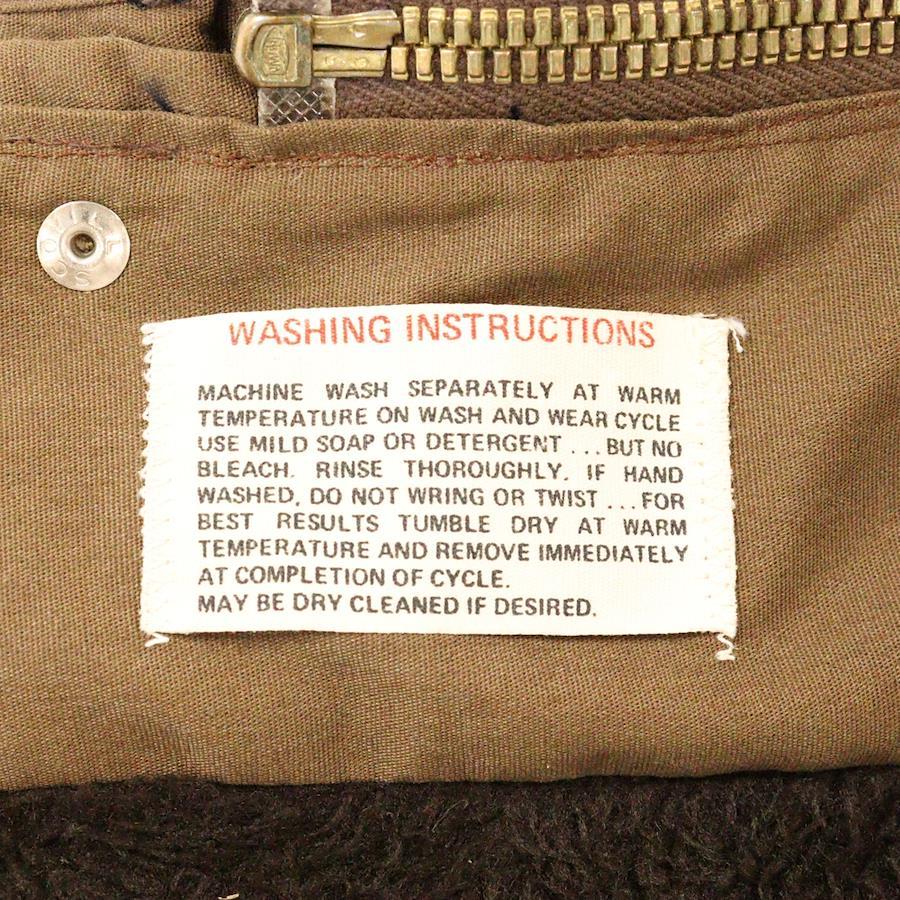 WASHING INSTRUCTIONS
MACHINE WASH SEPARATELY AT WARM
TEMPERATURE ON WASH AND WEAR CYCLE
USE MILD SOAP OR DETERGENT ... BUT NO
BLEACH. RINSE THOROUGHLY. IF HAND
WASHED, DO NOT WRING OR TWIST ... FOR
BEST RESULTS TUMBLE DRY AT WARM
TEMPERATURE AND REMOVE IMMEDIATELY
AT COMPLETION OF CYCLE.
MAY BE DRY CLEANED IF DESIRED.